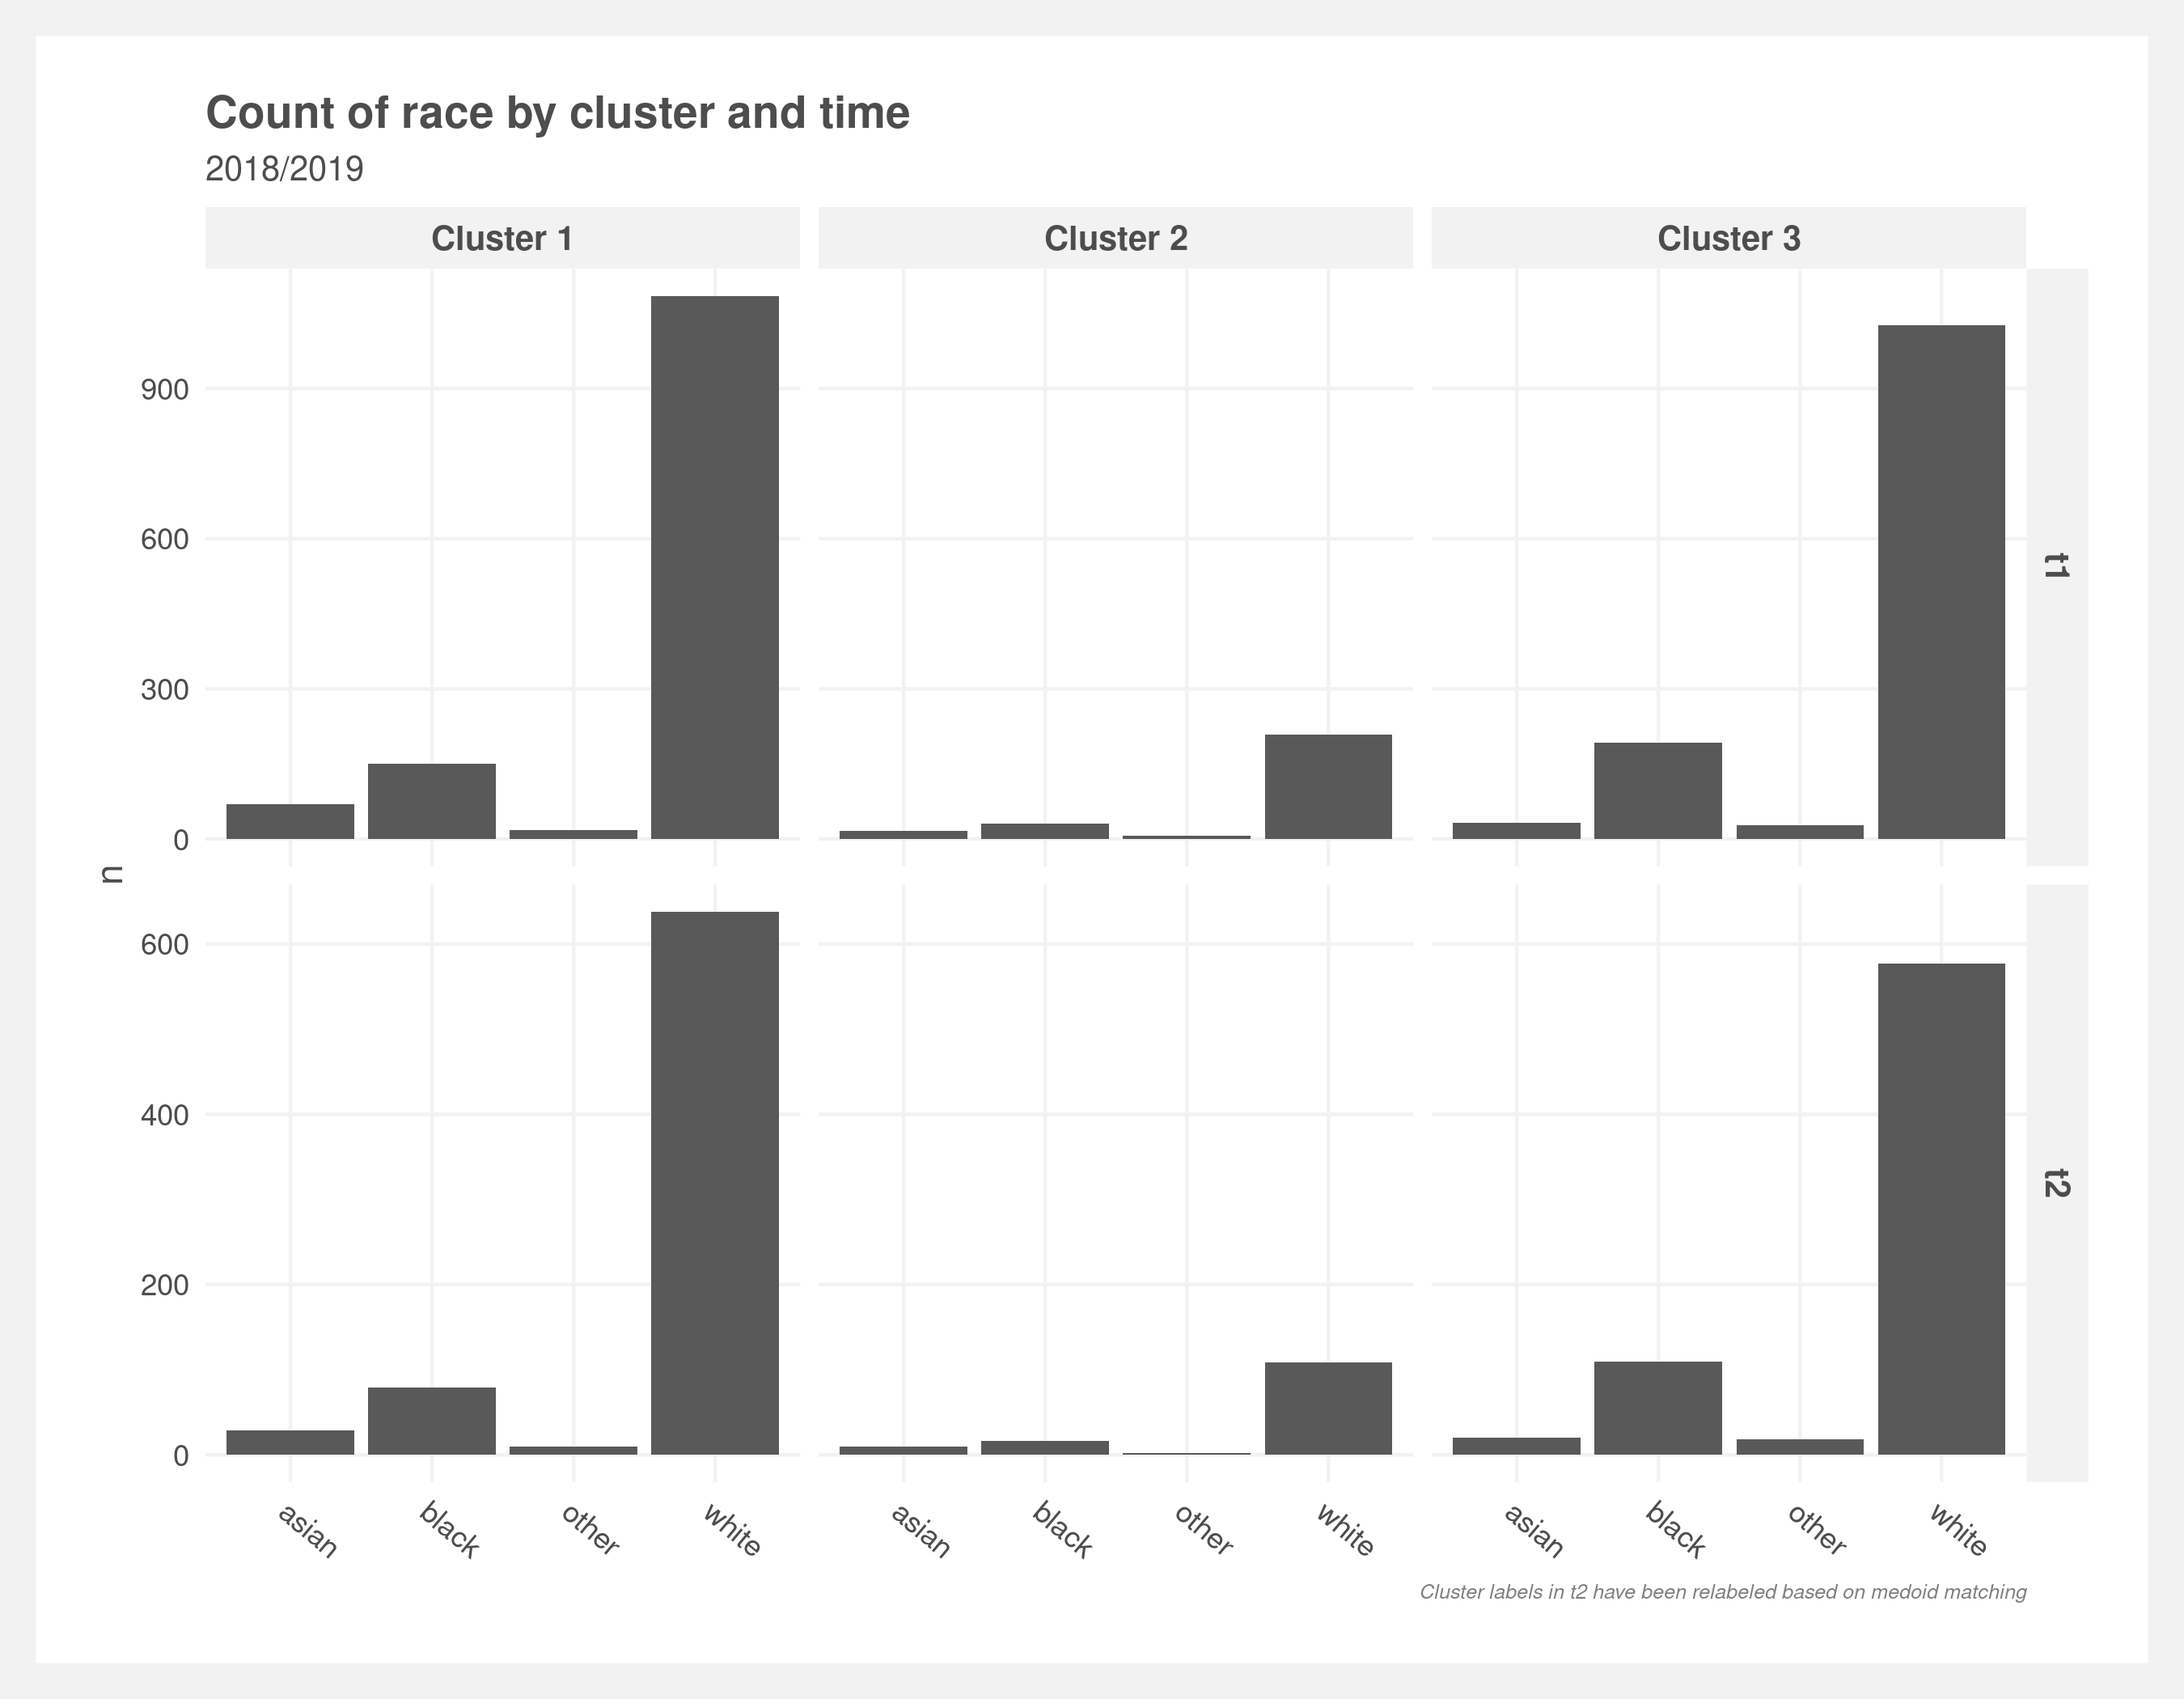 Count of race by cluster and time
2018/2019
Cluster 1 Cluster 2 Cluster 3
900
600
300
0
t1
n
600
400
200
0
t2
asian black other white asian black other white asian black other white
Cluster labels in t2 have been relabeled based on medoid matching